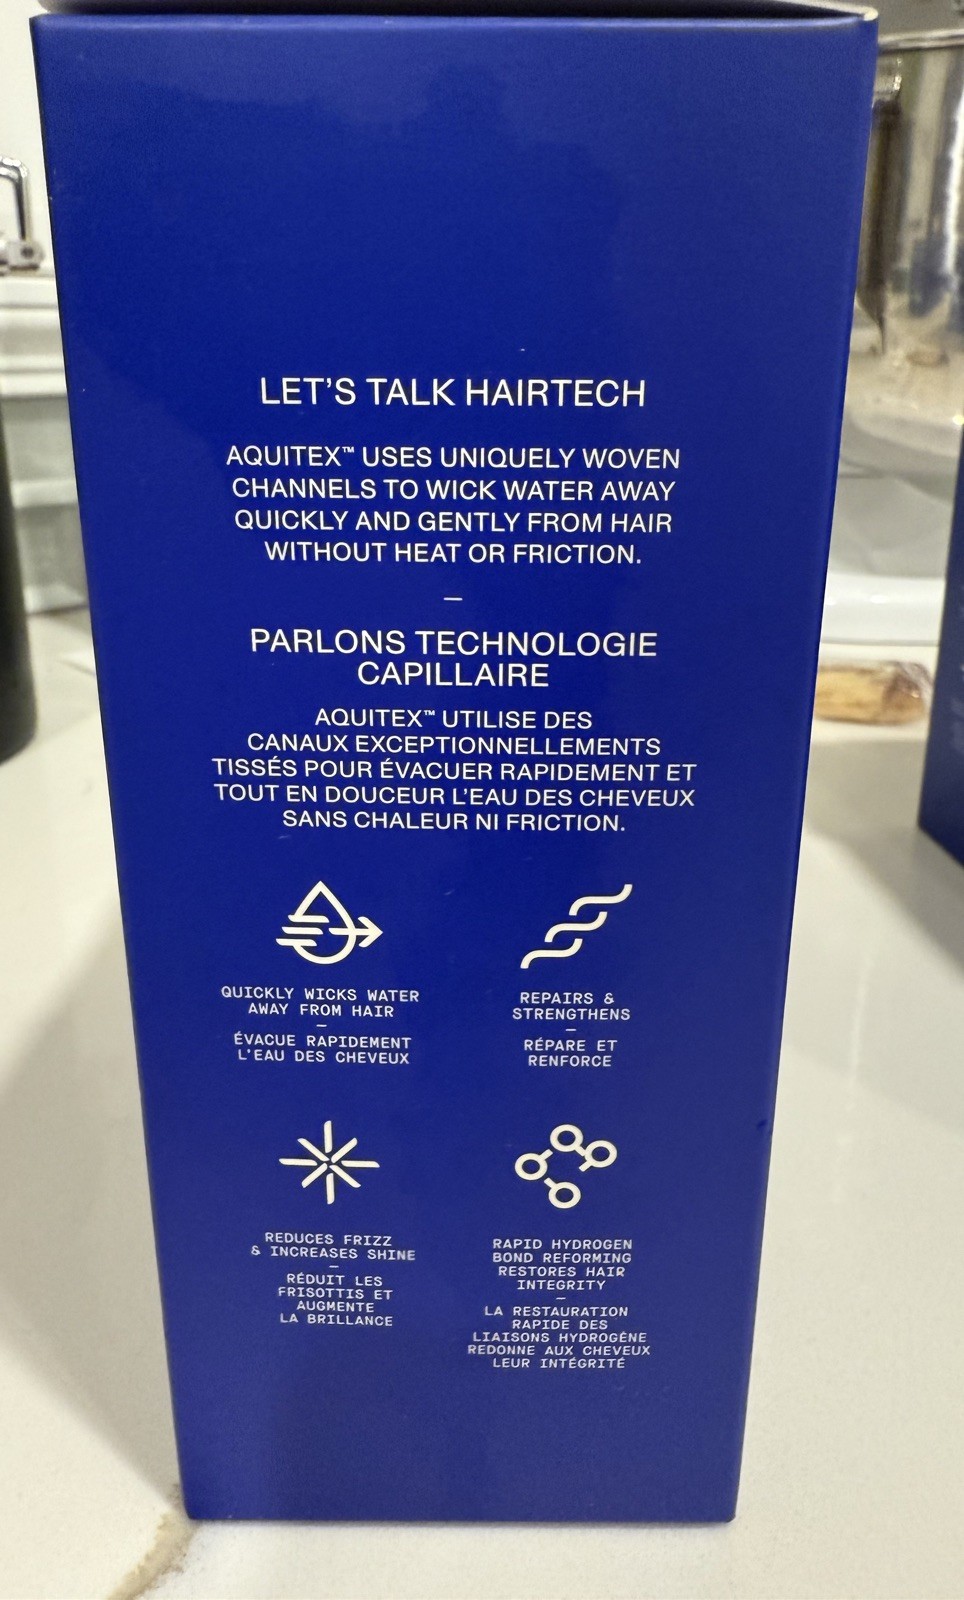 LET'S TALK HAIRTECH
AQUITEX™ USES UNIQUELY WOVEN
CHANNELS TO WICK WATER AWAY
QUICKLY AND GENTLY FROM HAIR
WITHOUT HEAT OR FRICTION.
—
PARLONS TECHNOLOGIE
CAPILLAIRE
AQUITEX™ UTILISE DES
CANAUX EXCEPTIONNELLEMENTS
TISSÉS POUR ÉVACUER RAPIDEMENT ET
TOUT EN DOUCEUR L'EAU DES CHEVEUX
SANS CHALEUR NI FRICTION.
QUICKLY WICKS WATER
AWAY FROM HAIR
—
ÉVACUE RAPIDEMENT
L'EAU DES CHEVEUX
REPAIRS &
STRENGTHENS
—
RÉPARE ET
RENFORCE
REDUCES FRIZZ
& INCREASES SHINE
—
RÉDUIT LES
FRISOTTIS ET
AUGMENTE
LA BRILLANCE
RAPID HYDROGEN
BOND REFORMING
RESTORES HAIR
INTEGRITY
—
LA RESTAURATION
RAPIDE DES
LIAISONS HYDROGÈNE
REDONNE AUX CHEVEUX
LEUR INTÉGRITÉ